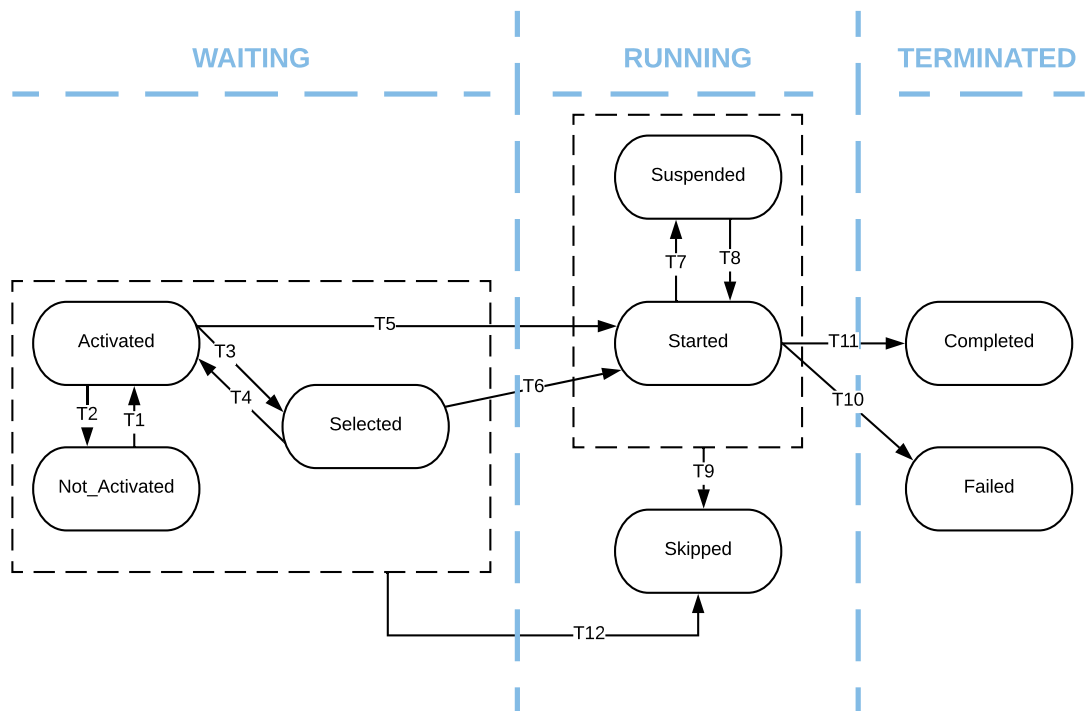 WAITING
RUNNING
TERMINATED
Suspended
T7
T8
Activated
T5
Started
T11
Completed
T3
T4
T6
T10
T2
T1
Selected
Not_Activated
T9
Failed
Skipped
T12